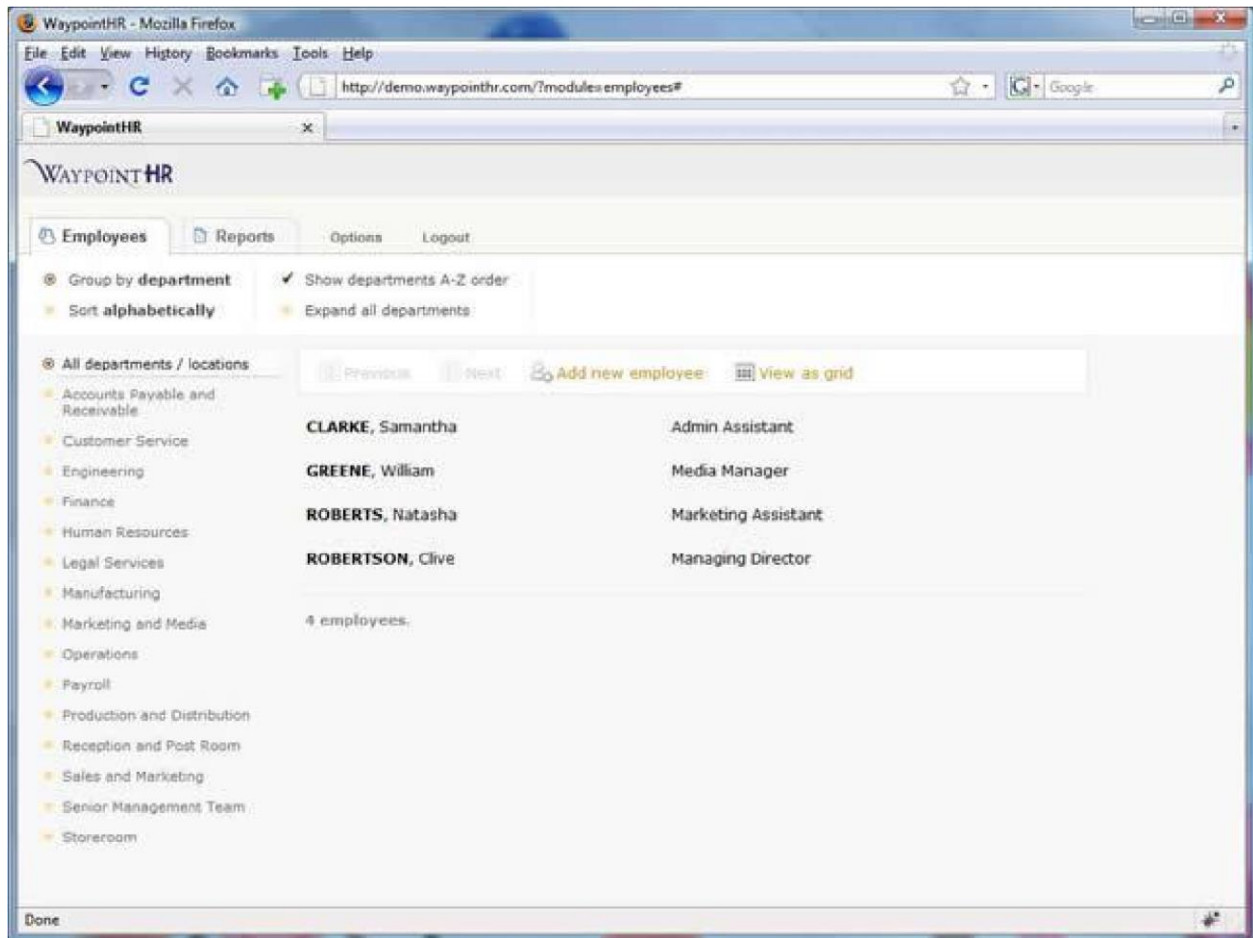 WaypointHR - Mozilla Firefox
File Edit View History Bookmarks Tools Help
http://demo.waypointhr.com/?module=employees#
Google
WaypointHR
WAYPOINT HR
Employees Reports Options Logout
Group by department Show departments A-Z order
Sort alphabetically Expand all departments
All departments / locations
Previous Next Add new employee View as grid
Accounts Payable and
Receivable
Customer Service
Engineering
Finance
Human Resources
Legal Services
Manufacturing
Marketing and Media
Operations
Payroll
Production and Distribution
Reception and Post Room
Sales and Marketing
Senior Management Team
Storeroom
CLARKE, Samantha Admin Assistant
GREENE, William Media Manager
ROBERTS, Natasha Marketing Assistant
ROBERTSON, Clive Managing Director
4 employees.
Done